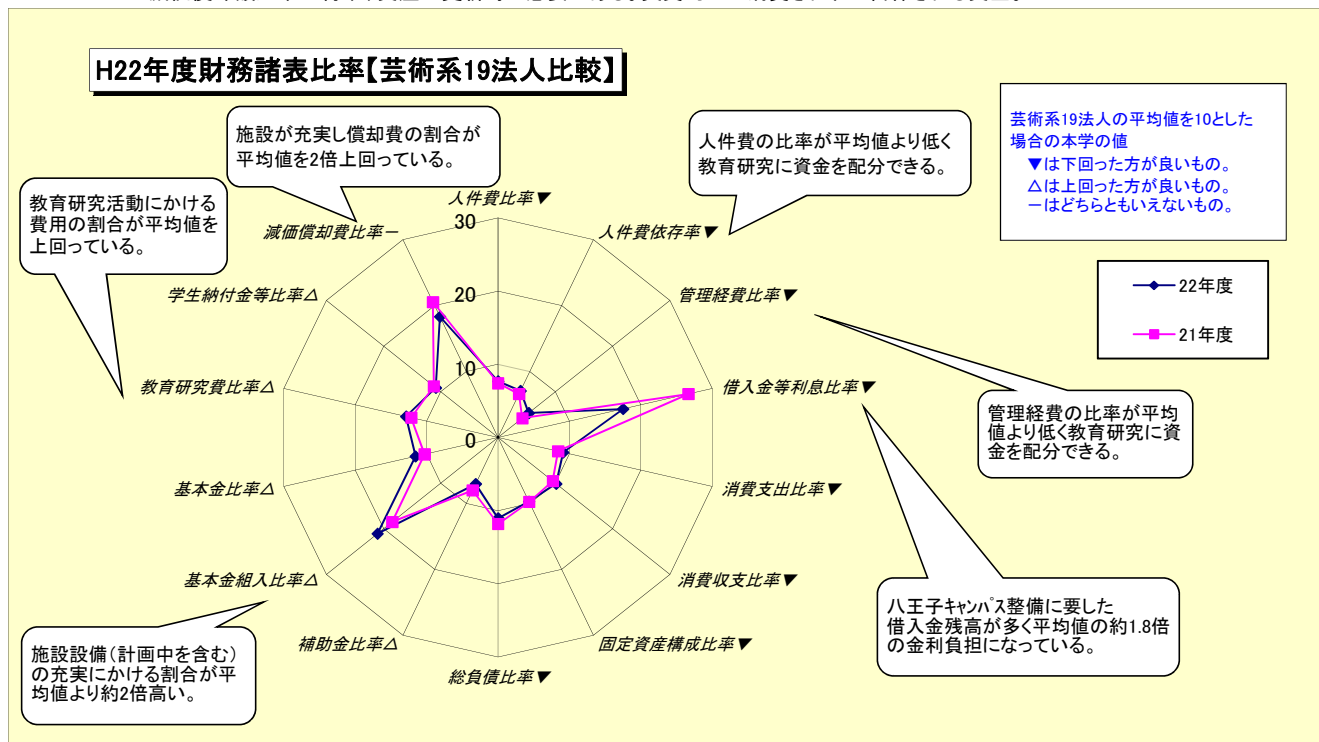 H22年度財務諸表比率【芸術系19法人比較】
施設が充実し償却費の割合が
平均値を2倍上回っている。
人件費の比率が平均値より低く
教育研究に資金を配分できる。
芸術系19法人の平均値を10とした
場合の本学の値
▼は下回った方が良いもの。
△は上回った方が良いもの。
－はどちらともいえないもの。
教育研究活動にかける
費用の割合が平均値を
上回っている。
人件費比率▼
減価償却費比率－
人件費依存率▼
学生納付金等比率△
管理経費比率▼
教育研究費比率△
借入金等利息比率▼
基本金比率△
消費支出比率▼
基本金組入比率△
消費収支比率▼
補助金比率△
固定資産構成比率▼
総負債比率▼
30
20
10
0
22年度
21年度
管理経費の比率が平均
値より低く教育研究に資
金を配分できる。
八王子ｷｬﾝﾊﾟｽ整備に要した
借入金残高が多く平均値の約1.8倍
の金利負担になっている。
施設設備（計画中を含む）
の充実にかける割合が平
均値より約2倍高い。